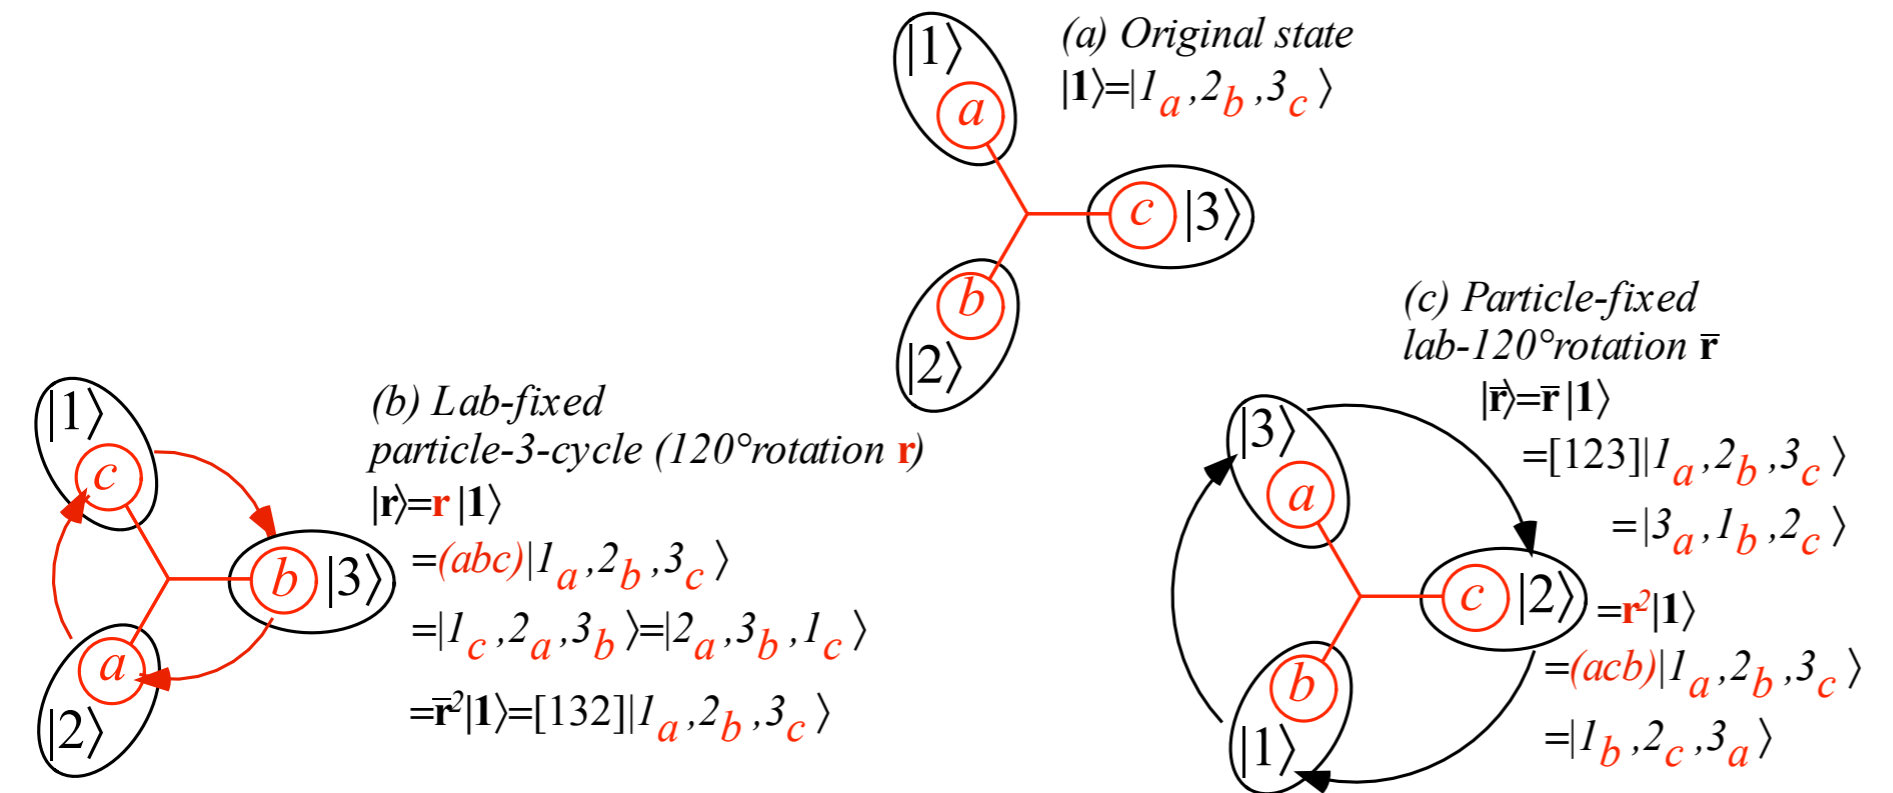 (a) Original state
|1⟩=|1a,2b,3c⟩
|1⟩
a
c |3⟩
b
|2⟩
(b) Lab-fixed
particle-3-cycle (120°rotation r)
|r⟩=r|1⟩
=(abc)|1a,2b,3c⟩
=|1c,2a,3b⟩=|2a,3b,1c⟩
=r̄²|1⟩=[132]|1a,2b,3c⟩
|1⟩
c
b |3⟩
a
|2⟩
(c) Particle-fixed
lab-120°rotation r̄
|r̄⟩=r̄|1⟩
=[123]|1a,2b,3c⟩
=|3a,1b,2c⟩
=r²|1⟩
=(acb)|1a,2b,3c⟩
=|1b,2c,3a⟩
|3⟩
a
c |2⟩
b
|1⟩